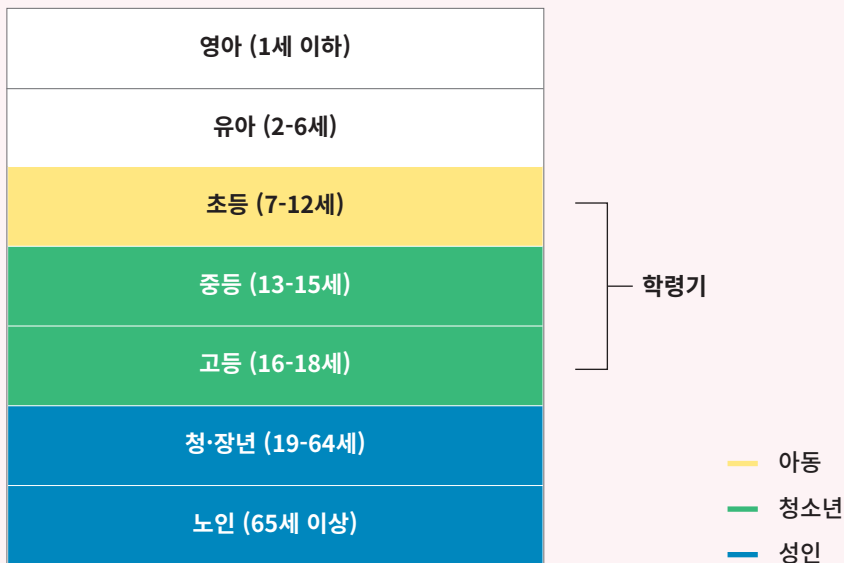 영아 (1세 이하)
유아 (2-6세)
초등 (7-12세)
중등 (13-15세)
학령기
고등 (16-18세)
청·장년 (19-64세)
노인 (65세 이상)
아동
청소년
성인